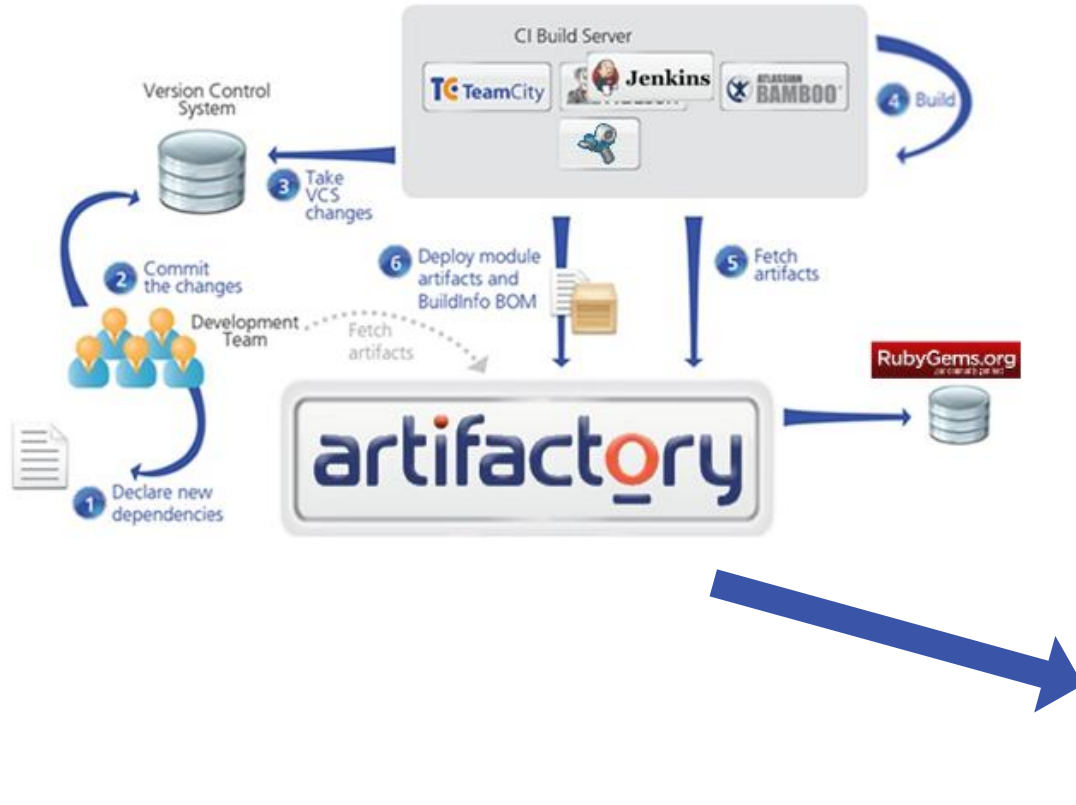 CI Build Server
TeamCity
Jenkins
ATLASSIAN
BAMBOO
4 Build
Version Control
System
3 Take
VCS
changes
2 Commit
the changes
6 Deploy module
artifacts and
BuildInfo BOM
5 Fetch
artifacts
Development
Team
Fetch
artifacts
RubyGems.org
artifactory
1 Declare new
dependencies